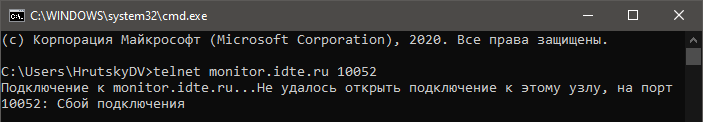 C:\WINDOWS\system32\cmd.exe
(c) Корпорация Майкрософт (Microsoft Corporation), 2020. Все права защищены.
C:\Users\HrutskyDV>telnet monitor.idte.ru 10052
Подключение к monitor.idte.ru...Не удалось открыть подключение к этому узлу, на порт
10052: Сбой подключения